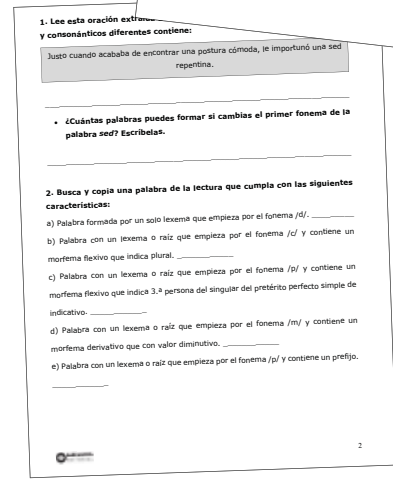 1. Lee esta oración
y consonánticos diferentes contiene:
Justo cuando acababa de encontrar una postura cómoda, le importunó una sed
repentina.
• ¿Cuántas palabras puedes formar si cambias el primer fonema de la
palabra sed? Escríbelas.
2. Busca y copia una palabra de la lectura que cumpla con las siguientes
características:
a) Palabra formada por un solo lexema que empieza por el fonema /d/. __________
b) Palabra con un lexema o raíz que empieza por el fonema /c/ y contiene un
morfema flexivo que indica plural. _____________
c) Palabra con un lexema o raíz que empieza por el fonema /p/ y contiene un
morfema flexivo que indica 3.ª persona del singular del pretérito perfecto simple de
indicativo. _____________
d) Palabra con un lexema o raíz que empieza por el fonema /m/ y contiene un
morfema derivativo que con valor diminutivo. _____________
e) Palabra con un lexema o raíz que empieza por el fonema /p/ y contiene un prefijo.
_____________
2